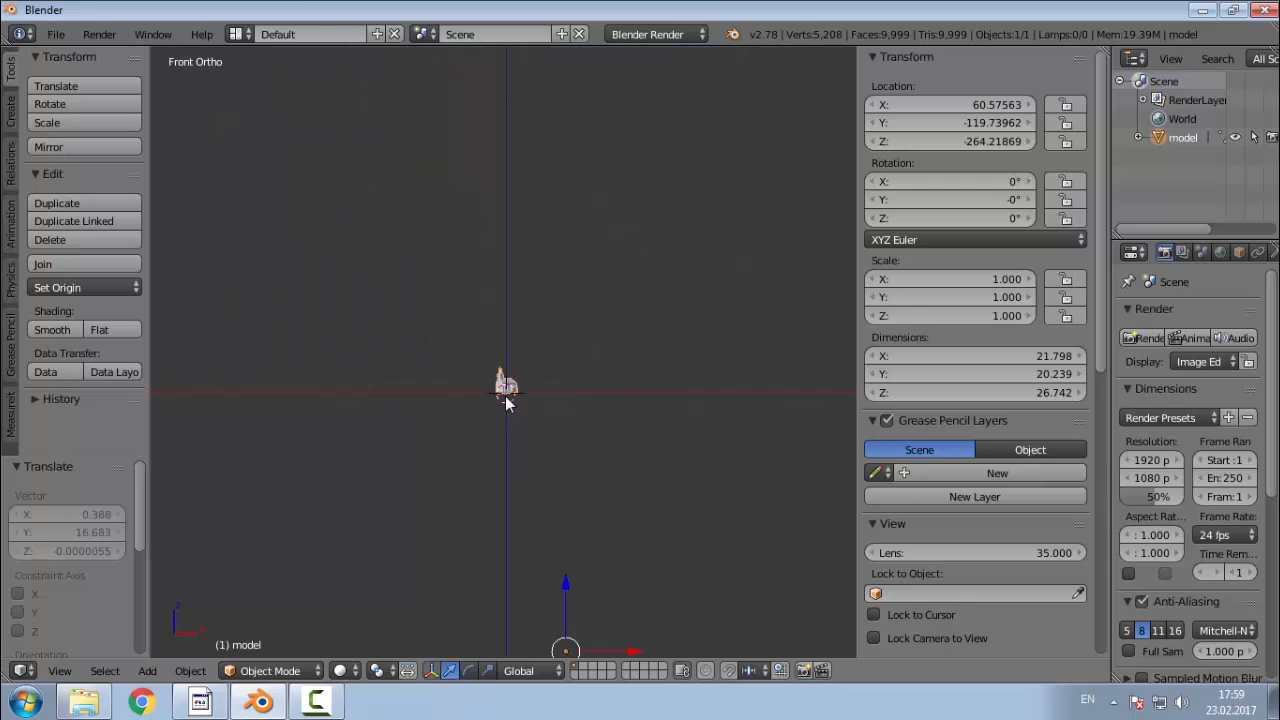 Blender
File Render Window Help Default Scene Blender Render v2.78 | Verts:5,208 | Faces:9,999 | Tris:9,999 | Objects:1/1 | Lamps:0/0 | Mem:19.39M | model
Tools
Create
Relations
Animation
Physics
Grease Pencil
Measuret
Transform
Translate
Rotate
Scale
Mirror
Edit
Duplicate
Duplicate Linked
Delete
Join
Set Origin
Shading:
Smooth Flat
Data Transfer:
Data Data Layo
History
Translate
Vector
X: 0.388
Y: 16.683
Z: -0.0000055
Constraint Axis
X
Y
Z
Orientation
Front Ortho
z
x
(1) model
Transform
Location:
X: 60.57563
Y: -119.73962
Z: -264.21869
Rotation:
X: 0°
Y: -0°
Z: 0°
XYZ Euler
Scale:
X: 1.000
Y: 1.000
Z: 1.000
Dimensions:
X: 21.798
Y: 20.239
Z: 26.742
Grease Pencil Layers
Scene Object
New
New Layer
View
Lens: 35.000
Lock to Object:
Lock to Cursor
Lock Camera to View
View Search All Sc
Scene
RenderLaye
World
model
Scene
Render
Rende Anima Audio
Display: Image Ed
Dimensions
Render Presets
Resolution: Frame Ran
1920 p Start :1
1080 p En: 250
50% Fram: 1
Aspect Rat... Frame Rate:
: 1.000 24 fps
: 1.000 Time Rem...
1
Anti-Aliasing
5 8 11 16 Mitchell-N
Full Sam 1.000 p
Sampled Motion Blur
View Select Add Object Object Mode Global
EN 17:59
23.02.2017